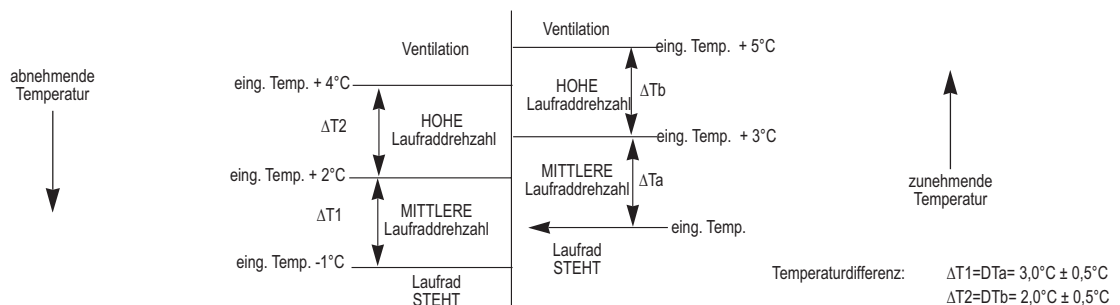 Ventilation
Ventilation
eing. Temp. + 5°C
abnehmende
Temperatur
eing. Temp. + 4°C
HOHE
Laufraddrehzahl
ΔTb
ΔT2
HOHE
Laufraddrehzahl
eing. Temp. + 3°C
eing. Temp. + 2°C
MITTLERE
Laufraddrehzahl
ΔTa
zunehmende
Temperatur
ΔT1
MITTLERE
Laufraddrehzahl
eing. Temp.
Laufrad
STEHT
eing. Temp. -1°C
Laufrad
STEHT
Temperaturdifferenz: ΔT1=DTa= 3,0°C ± 0,5°C
ΔT2=DTb= 2,0°C ± 0,5°C